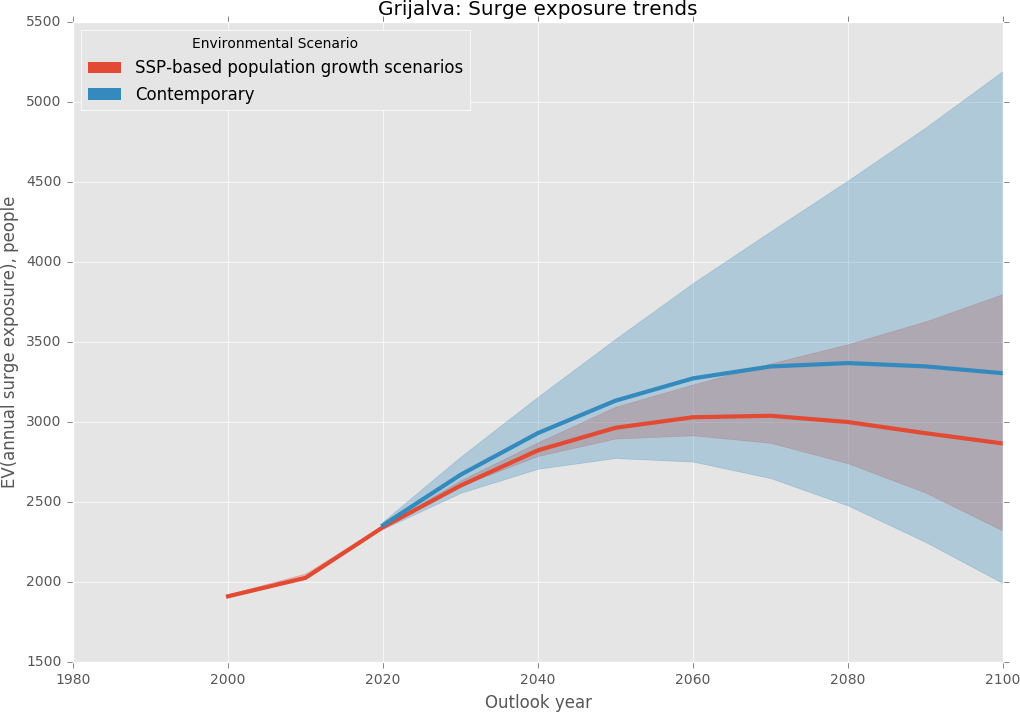 Grijalva: Surge exposure trends
Environmental Scenario
SSP-based population growth scenarios
Contemporary
5500
5000
4500
4000
3500
3000
2500
2000
1500
EV(annual surge exposure), people
1980 2000 2020 2040 2060 2080 2100
Outlook year